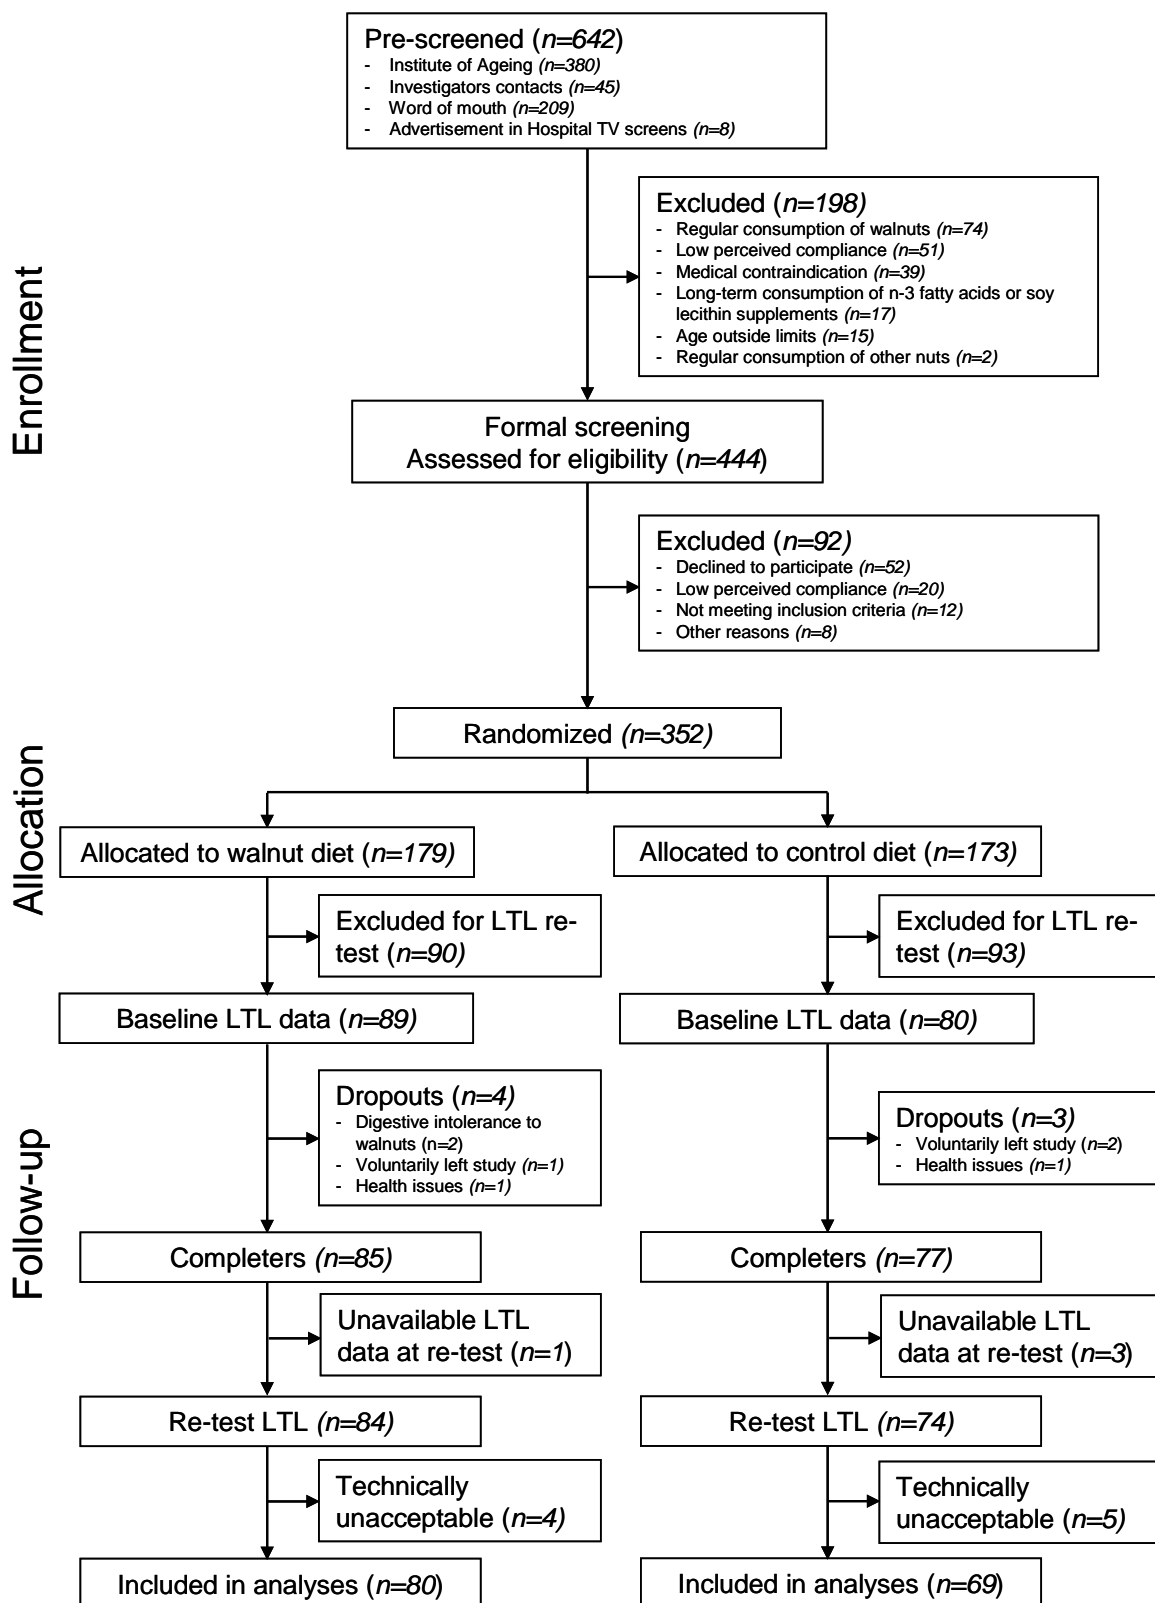 Pre-screened (n=642)
- Institute of Ageing (n=380)
- Investigators contacts (n=45)
- Word of mouth (n=209)
- Advertisement in Hospital TV screens (n=8)
Excluded (n=198)
- Regular consumption of walnuts (n=74)
- Low perceived compliance (n=51)
- Medical contraindication (n=39)
- Long-term consumption of n-3 fatty acids or soy
lecithin supplements (n=17)
- Age outside limits (n=15)
- Regular consumption of other nuts (n=2)
Enrollment
Formal screening
Assessed for eligibility (n=444)
Excluded (n=92)
- Declined to participate (n=52)
- Low perceived compliance (n=20)
- Not meeting inclusion criteria (n=12)
- Other reasons (n=8)
Randomized (n=352)
Allocation
Allocated to walnut diet (n=179)
Allocated to control diet (n=173)
Excluded for LTL re-
test (n=90)
Excluded for LTL re-
test (n=93)
Baseline LTL data (n=89)
Baseline LTL data (n=80)
Follow-up
Dropouts (n=4)
- Digestive intolerance to
walnuts (n=2)
- Voluntarily left study (n=1)
- Health issues (n=1)
Dropouts (n=3)
- Voluntarily left study (n=2)
- Health issues (n=1)
Completers (n=85)
Completers (n=77)
Unavailable LTL
data at re-test (n=1)
Unavailable LTL
data at re-test (n=3)
Re-test LTL (n=84)
Re-test LTL (n=74)
Technically
unacceptable (n=4)
Technically
unacceptable (n=5)
Included in analyses (n=80)
Included in analyses (n=69)